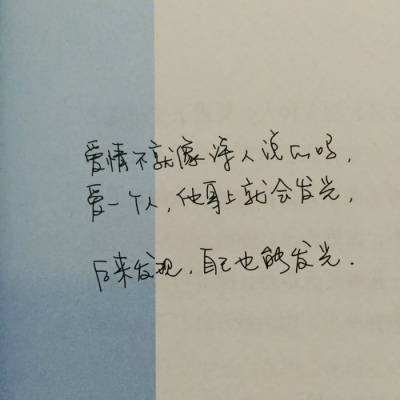 爱情不就像诗人说的吗，
爱一个人，他身上就会发光，
后来发现，自己也能发光.